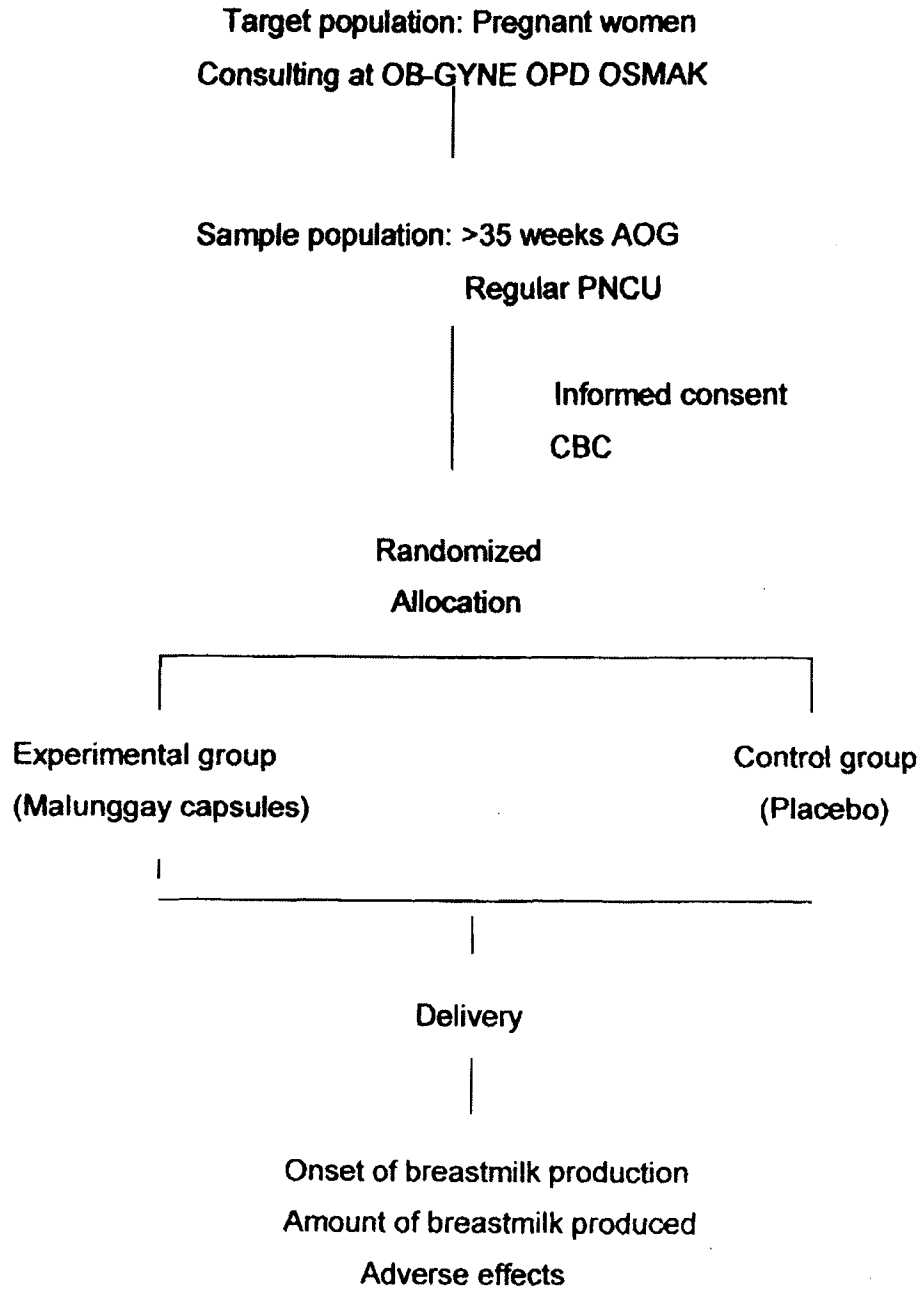 Target population: Pregnant women
Consulting at OB-GYNE OPD OSMAK
Sample population: >35 weeks AOG
Regular PNCU
Informed consent
CBC
Randomized
Allocation
Experimental group
(Malunggay capsules)
Control group
(Placebo)
Delivery
Onset of breastmilk production
Amount of breastmilk produced
Adverse effects